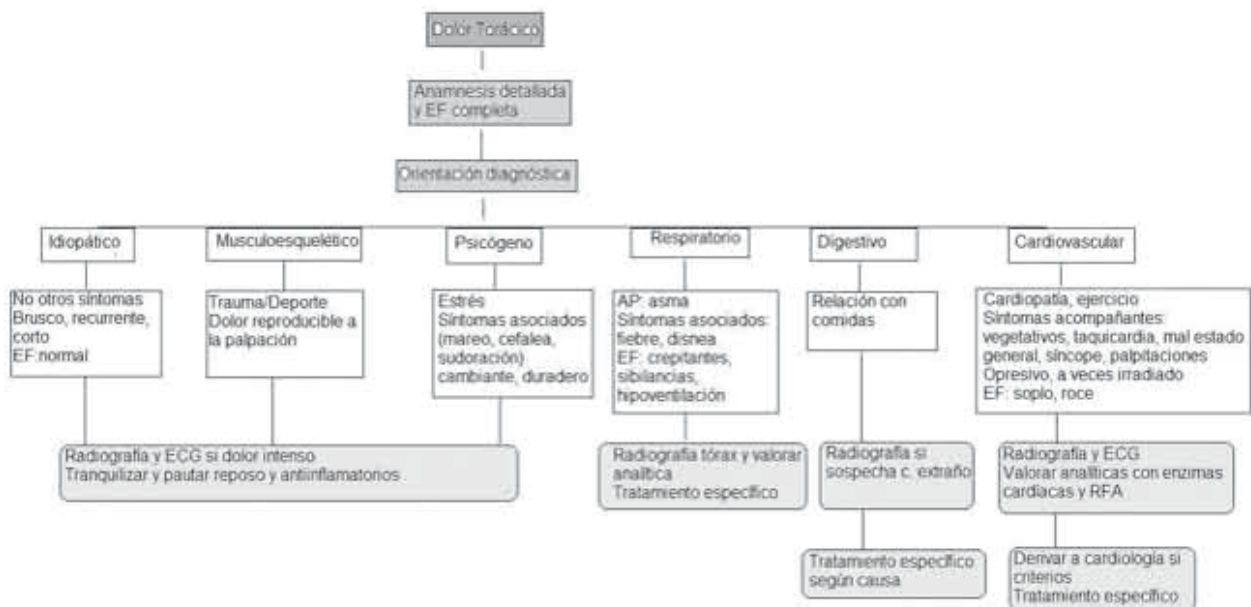 Dolor Torácico
Anamnesis detallada
y EF completa
Orientación diagnóstica
Idiopático
Musculoesquelético
Psicógeno
Respiratorio
Digestivo
Cardiovascular
No otros síntomas
Brusco, recurrente,
corto
EF:normal
Trauma/Deporte
Dolor reproducible a
la palpación
Estrés
Síntomas asociados
(mareo, cefalea,
sudoración)
cambiante, duradero
AP: asma
Síntomas asociados:
fiebre, disnea
EF: crepitantes,
sibilancias,
hipoventilación
Relación con
comidas
Cardiopatía, ejercicio
Síntomas acompañantes:
vegetativos, taquicardia, mal estado
general, síncope, palpitaciones
Opresivo, a veces irradiado
EF: soplo, roce
Radiografía y ECG si dolor intenso
Tranquilizar y pautar reposo y antiinflamatorios
Radiografía tórax y valorar
analítica
Tratamiento específico
Radiografía si
sospecha c. extraño
Radiografía y ECG
Valorar analíticas con enzimas
cardíacas y RFA
Tratamiento específico
según causa
Derivar a cardiología si
criterios
Tratamiento específico